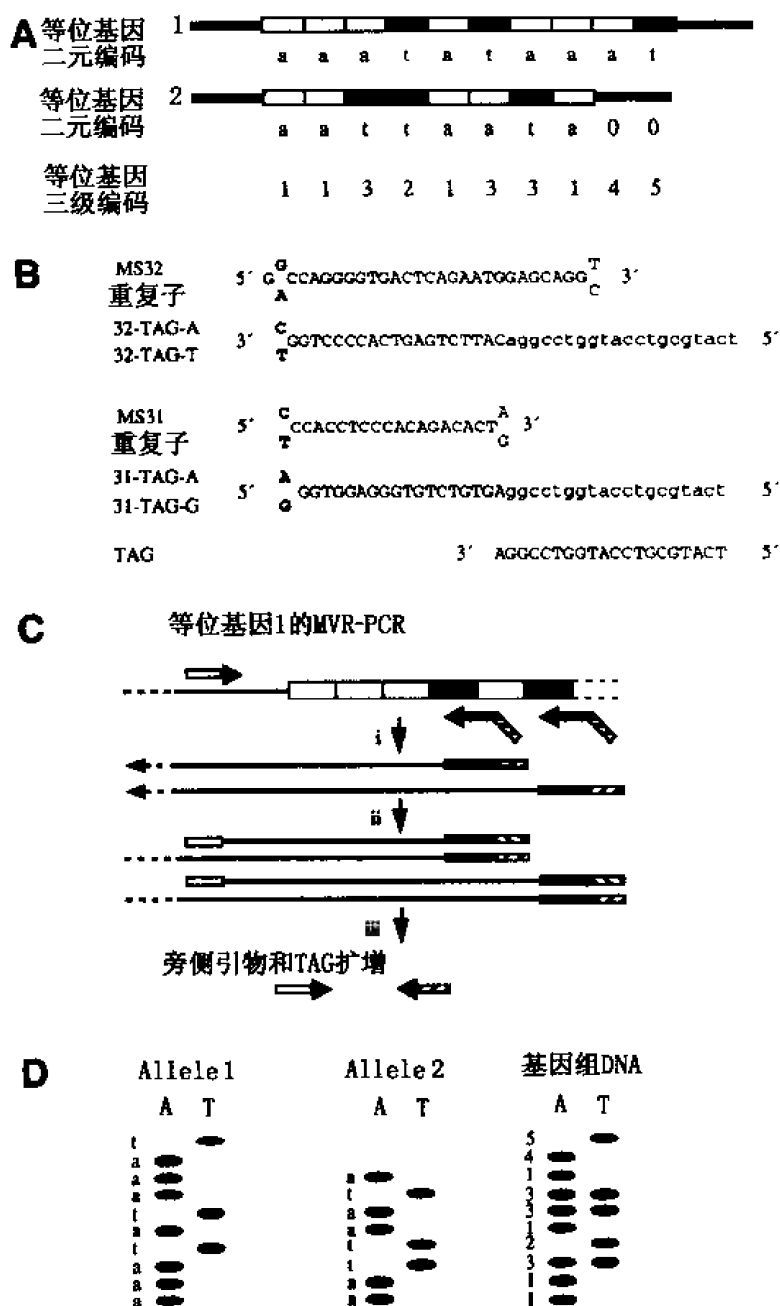 A 等位基因 1
二元编码 a a a t a t a a a t
等位基因 2
二元编码 a a t t a a t a 0 0
等位基因
三级编码 1 1 3 2 1 3 3 1 4 5
B
MS32 5´ G G CCAGGGGTGACTCAGAATGGAGCAGG T 3´
重复子 A C
32-TAG-A 3´ C GGTCCCCACTGAGTCTTACaggcctggtacctgcgtact 5´
32-TAG-T T
MS31 5´ C CCACCTCCCACAGACACT A 3´
重复子 T G
31-TAG-A 5´ A GGTGGAGGGTGTCTGTGAggcctggtacctgcgtact 5´
31-TAG-G G
TAG 3´ AGGCCTGGTACCTGCGTACT 5´
C 等位基因1的MVR-PCR
i
ii
iii
旁侧引物和TAG扩增
D Allele 1 Allele 2 基因组DNA
A T A T A T
t 5
a 4
a a 1
a t 3
t a 3
a a 1
t t 2
a t 3
a a 1
a a 1